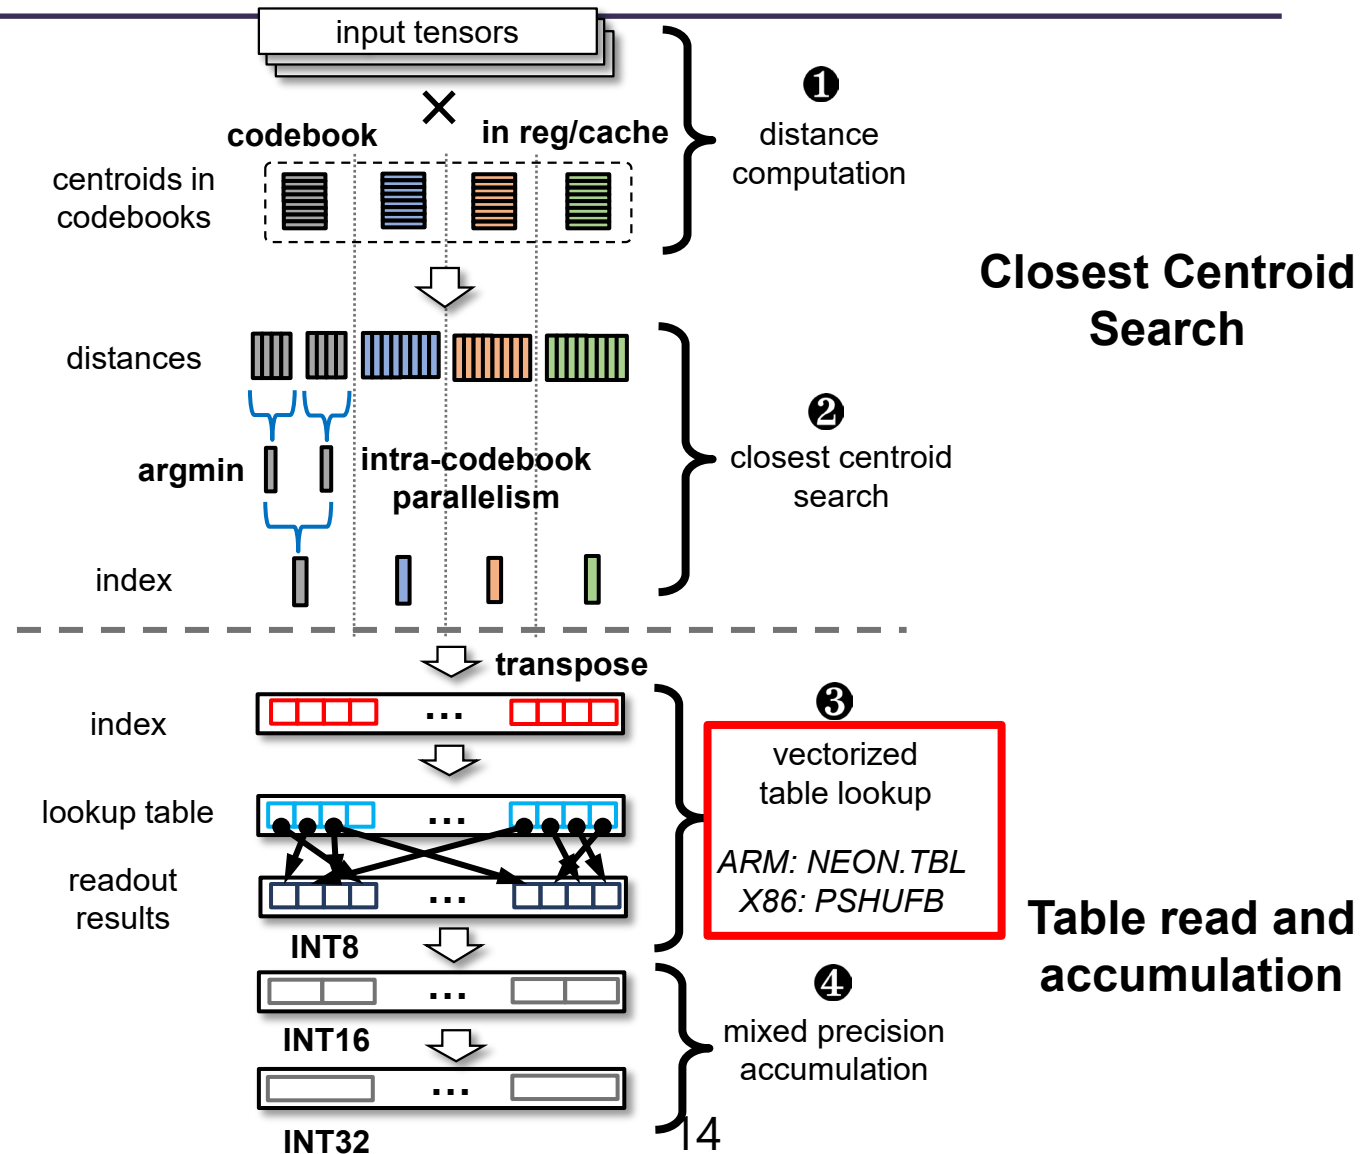 input tensors
❶
codebook
in reg/cache
distance
computation
centroids in
codebooks
Closest Centroid
Search
distances
❷
argmin
intra-codebook
parallelism
closest centroid
search
index
transpose
index
...
❸
vectorized
table lookup
lookup table
...
ARM: NEON.TBL
X86: PSHUFB
readout
results
...
Table read and
accumulation
INT8
...
❹
mixed precision
accumulation
INT16
...
INT32
14